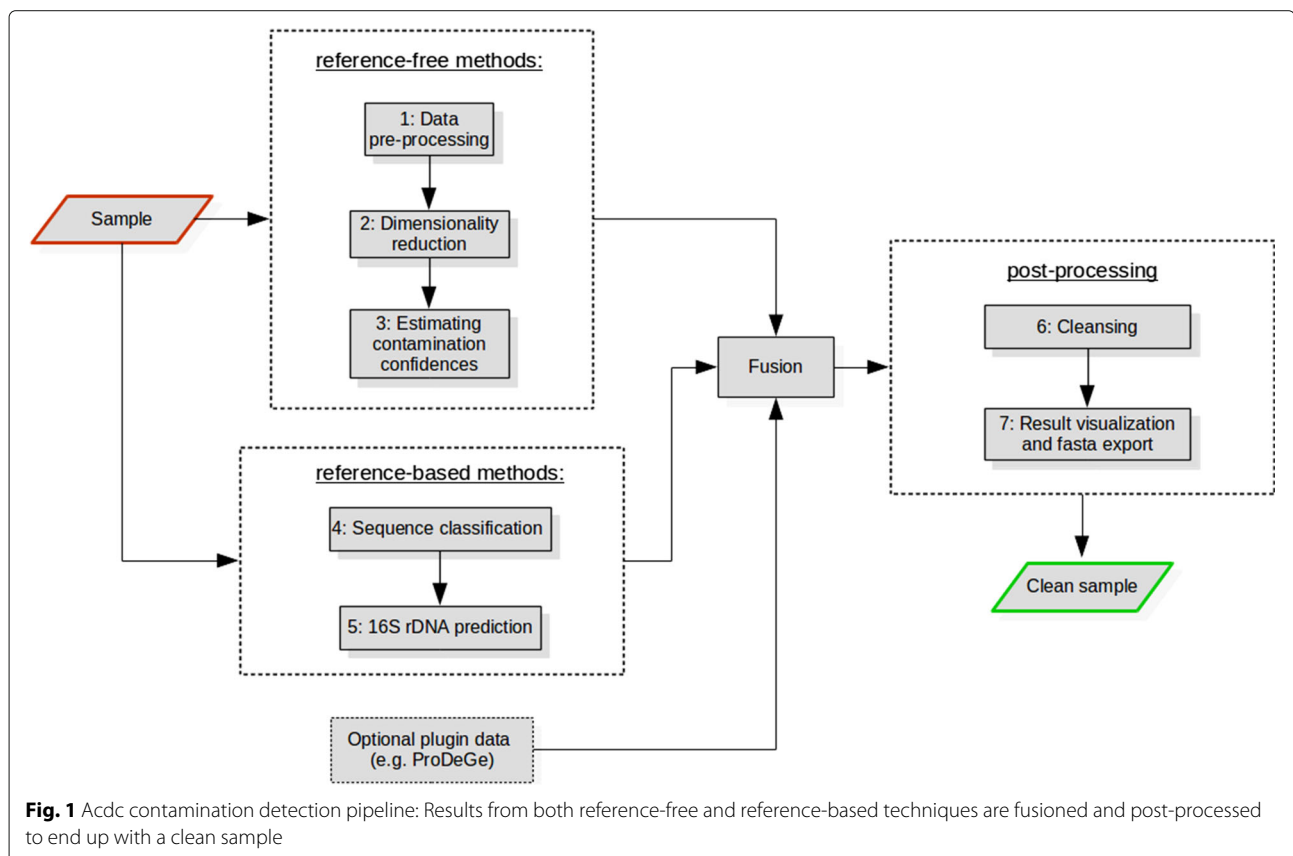 reference-free methods:
1: Data
pre-processing
Sample
2: Dimensionality
reduction
3: Estimating
contamination
confidences
reference-based methods:
4: Sequence classification
5: 16S rDNA prediction
Optional plugin data
(e.g. ProDeGe)
Fusion
post-processing
6: Cleansing
7: Result visualization
and fasta export
Clean sample
Fig. 1 Acdc contamination detection pipeline: Results from both reference-free and reference-based techniques are fusioned and post-processed
to end up with a clean sample